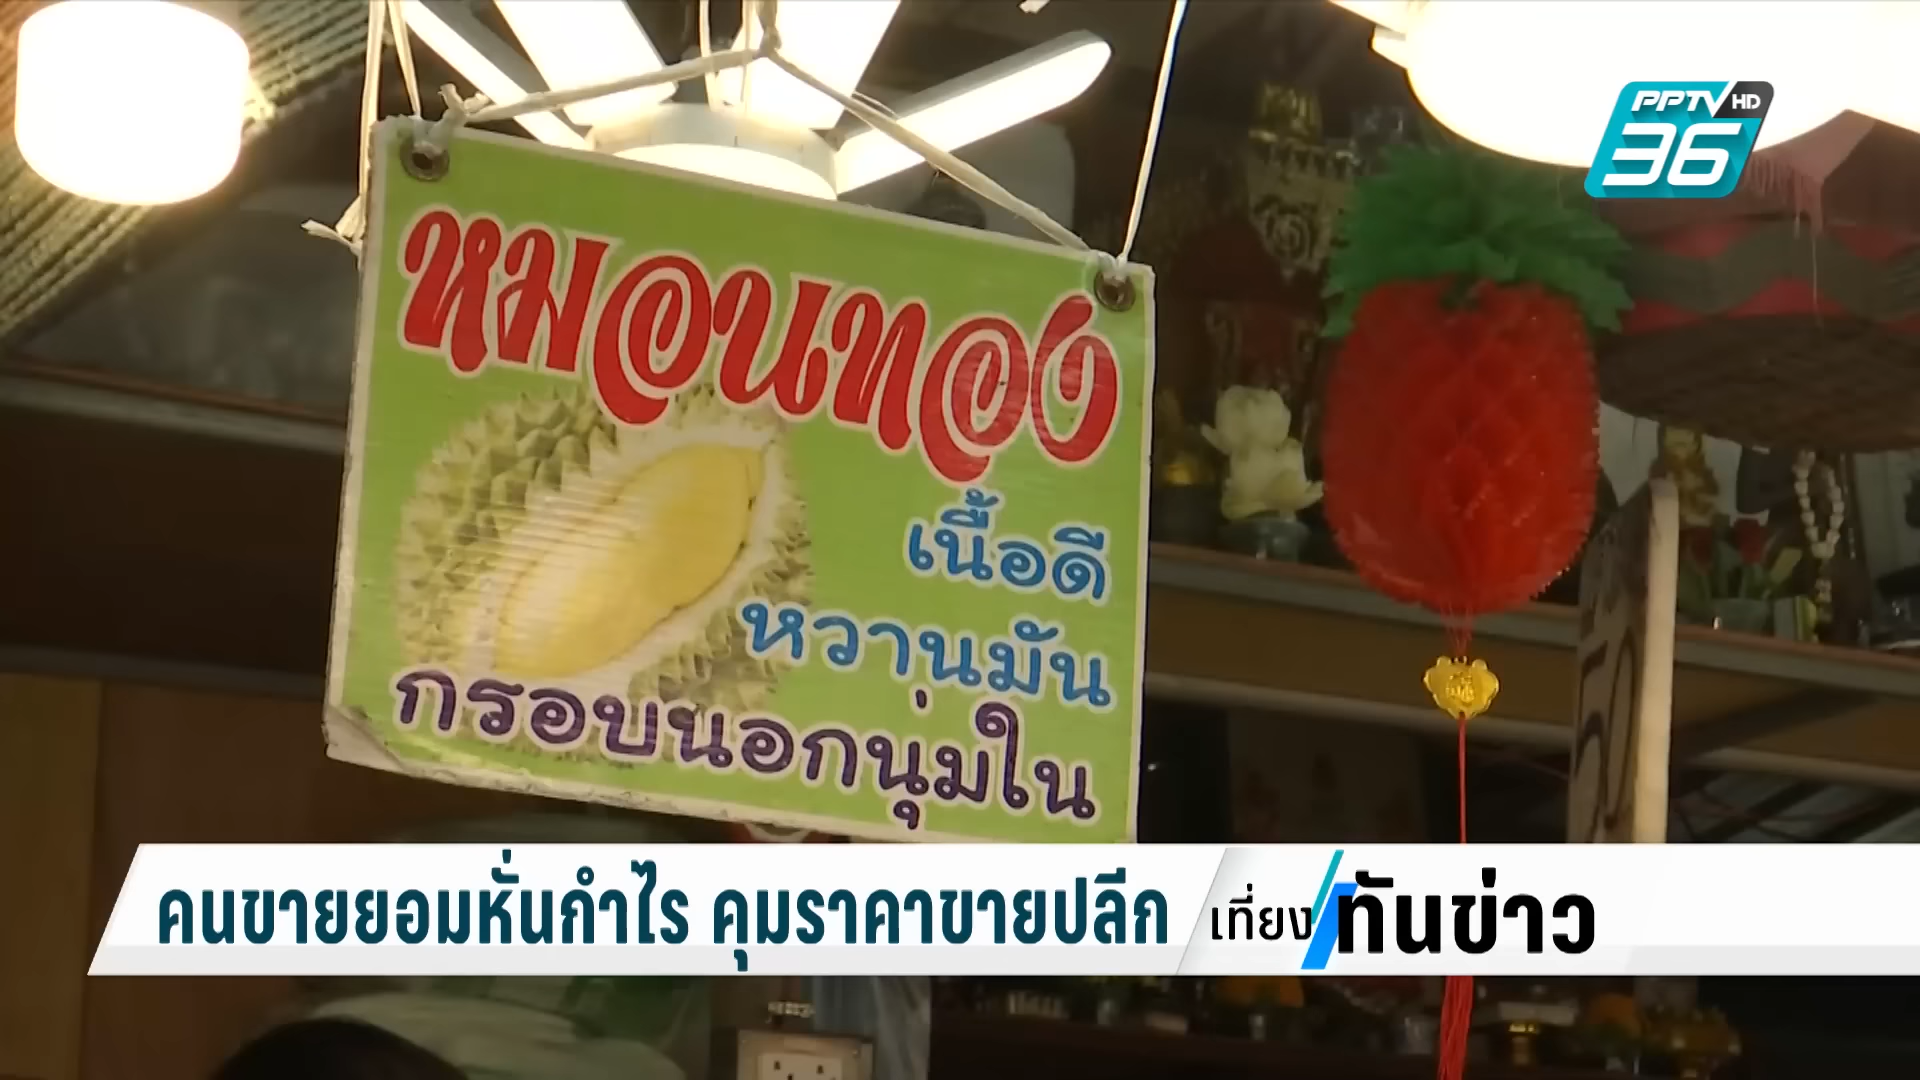 PPTV HD
36
หมอนทอง
เนื้อดี
หวานมัน
กรอบนอกนุ่มใน
คนขายยอมหั่นกำไร คุมราคาขายปลีก
เที่ยง ทันข่าว